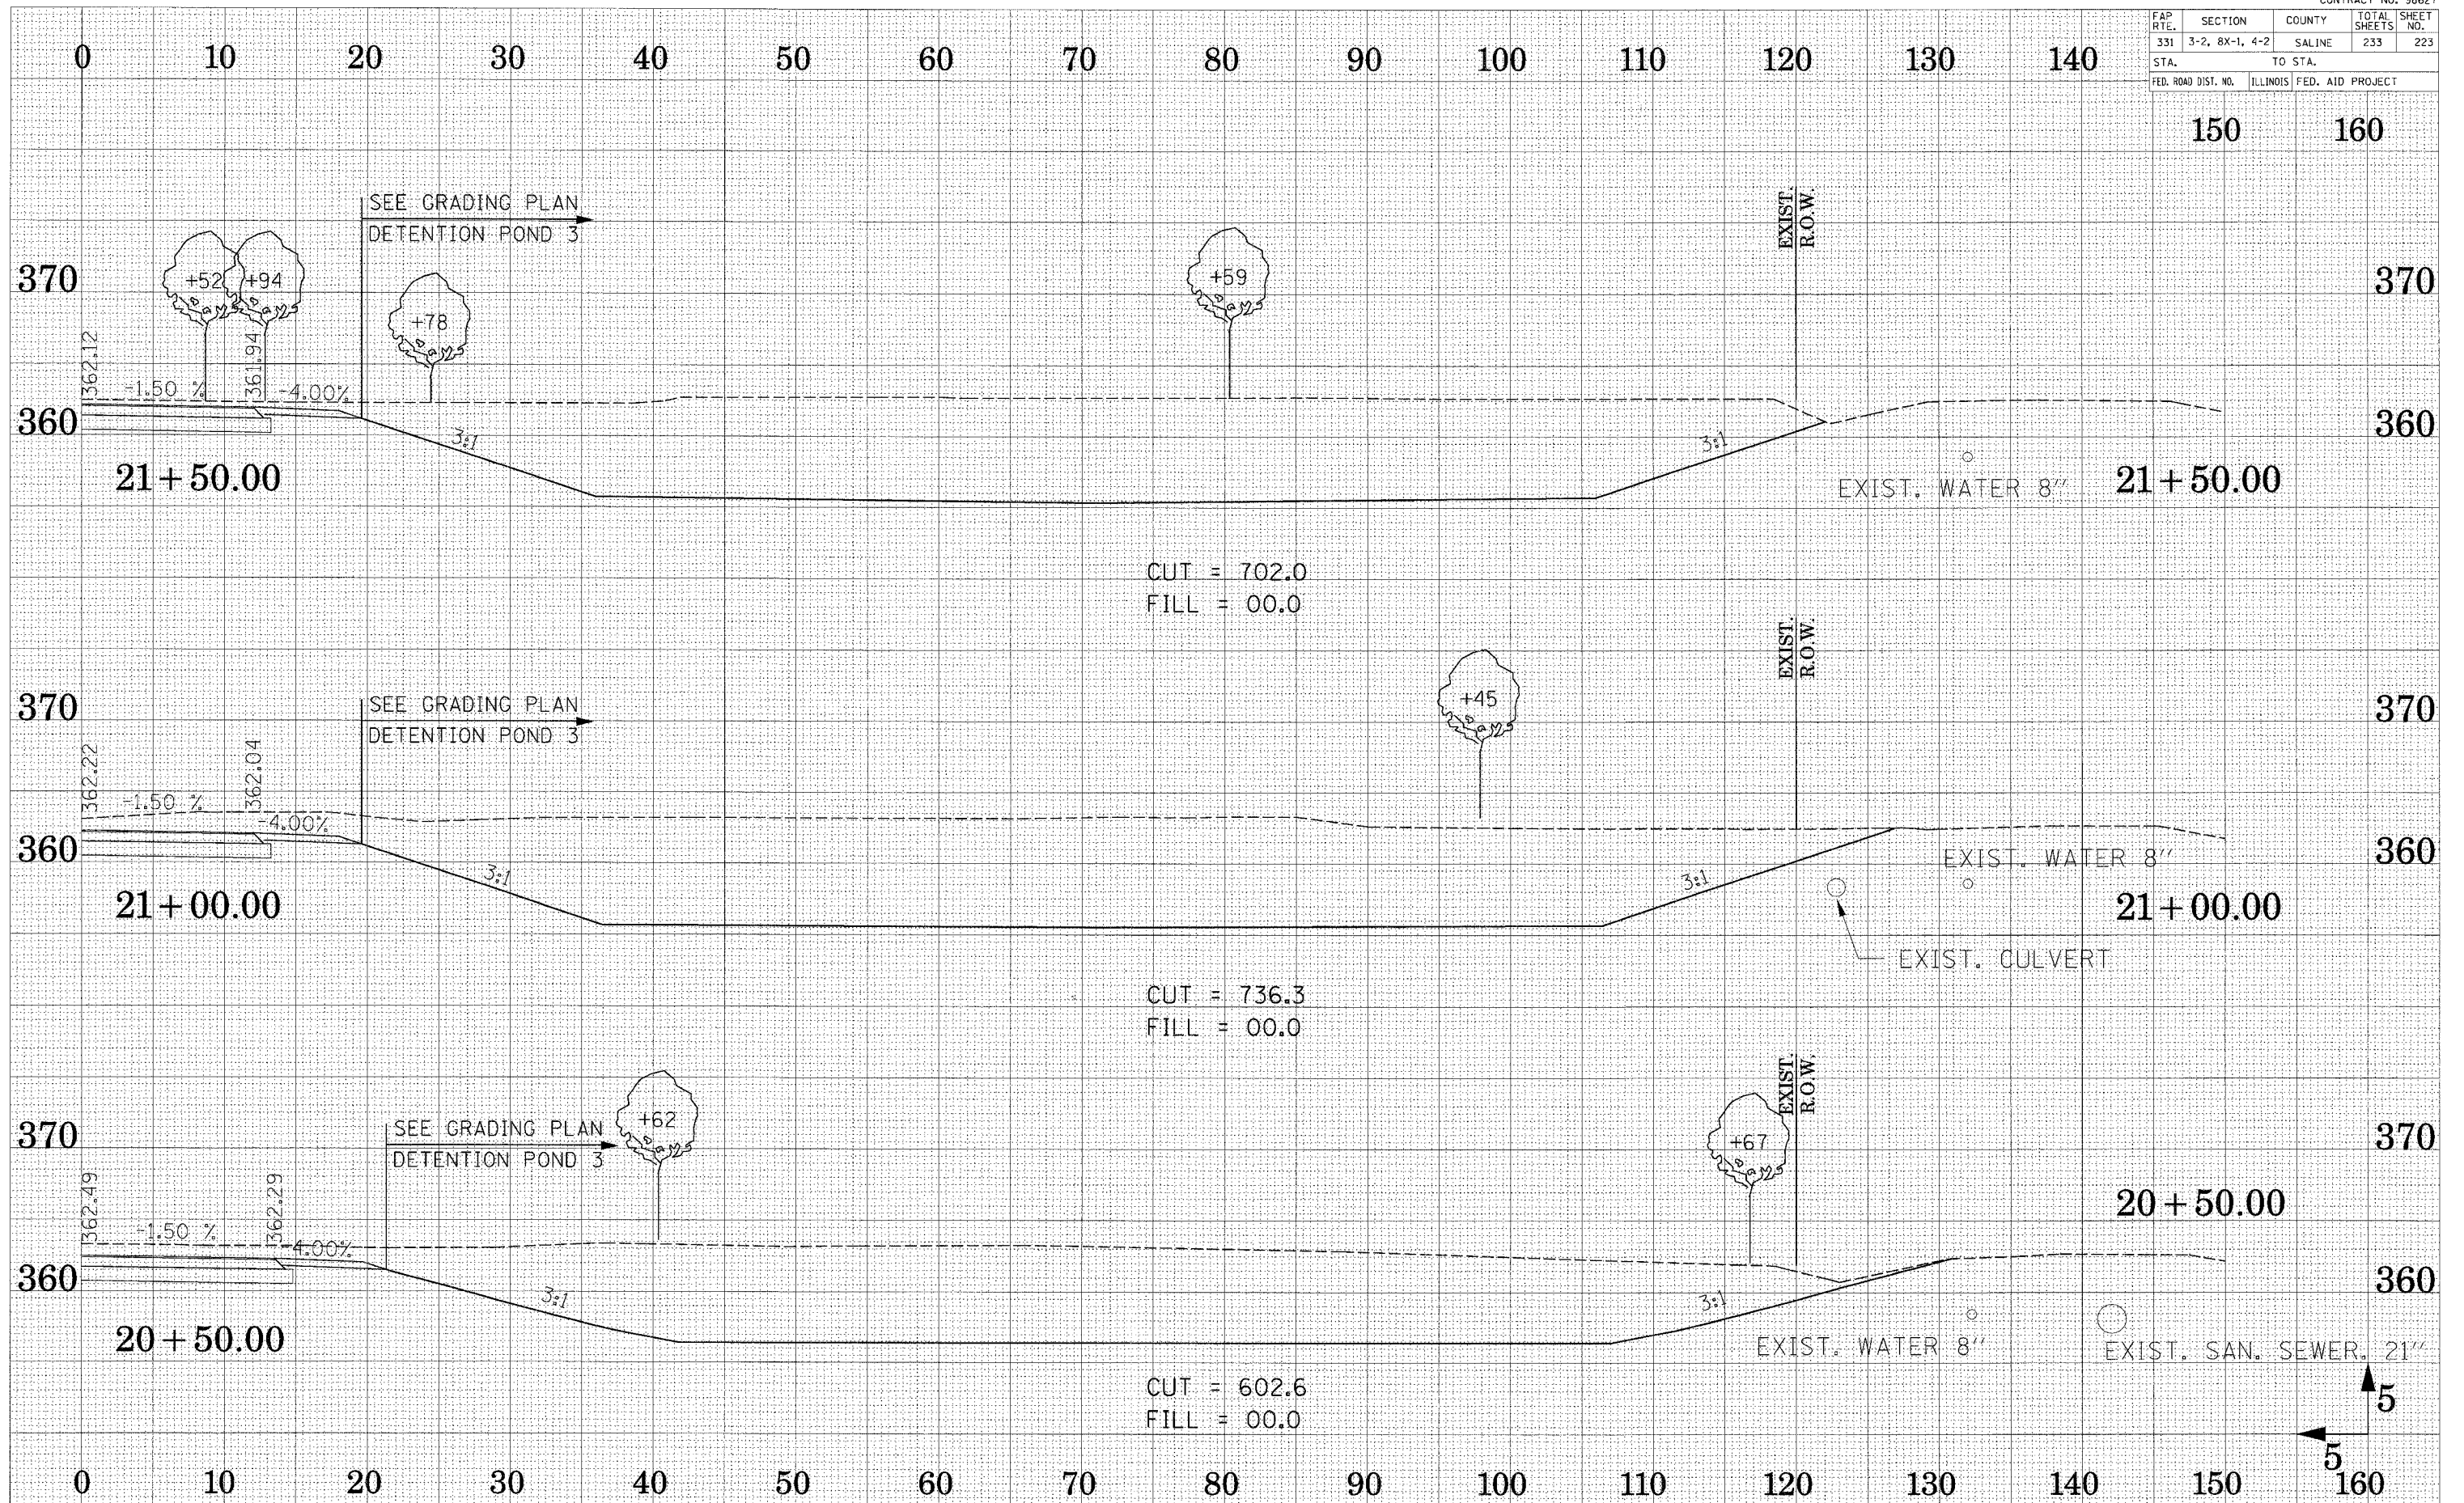 FAP RTE. SECTION COUNTY TOTAL SHEETS SHEET NO.
331 3-2, 8X-1, 4-2 SALINE 233 223
STA. TO STA.
FED. ROAD DIST. NO. ILLINOIS FED. AID PROJECT
0 10 20 30 40 50 60 70 80 90 100 110 120 130 140
150 160
SEE GRADING PLAN
DETENTION POND 3
EXIST.
R.O.W.
+52 +94 +78 +59
370 370
362.12 361.94
-1.50 % -4.00%
360 360
3:1 3:1
21+50.00 21+50.00
EXIST. WATER 8"
CUT = 702.0
FILL = 00.0
EXIST.
R.O.W.
+45
370 370
SEE GRADING PLAN
DETENTION POND 3
362.22 362.04
-1.50 % -4.00%
360 360
EXIST. WATER 8"
3:1 3:1
21+00.00 21+00.00
EXIST. CULVERT
CUT = 736.3
FILL = 00.0
EXIST.
R.O.W.
+62 +67
370 370
SEE GRADING PLAN
DETENTION POND 3
20+50.00
362.49 362.29
-1.50 % -4.00%
360 360
3:1 3:1
20+50.00
EXIST. WATER 8"
EXIST. SAN. SEWER. 21"
CUT = 602.6
FILL = 00.0
5
5
0 10 20 30 40 50 60 70 80 90 100 110 120 130 140 150 160